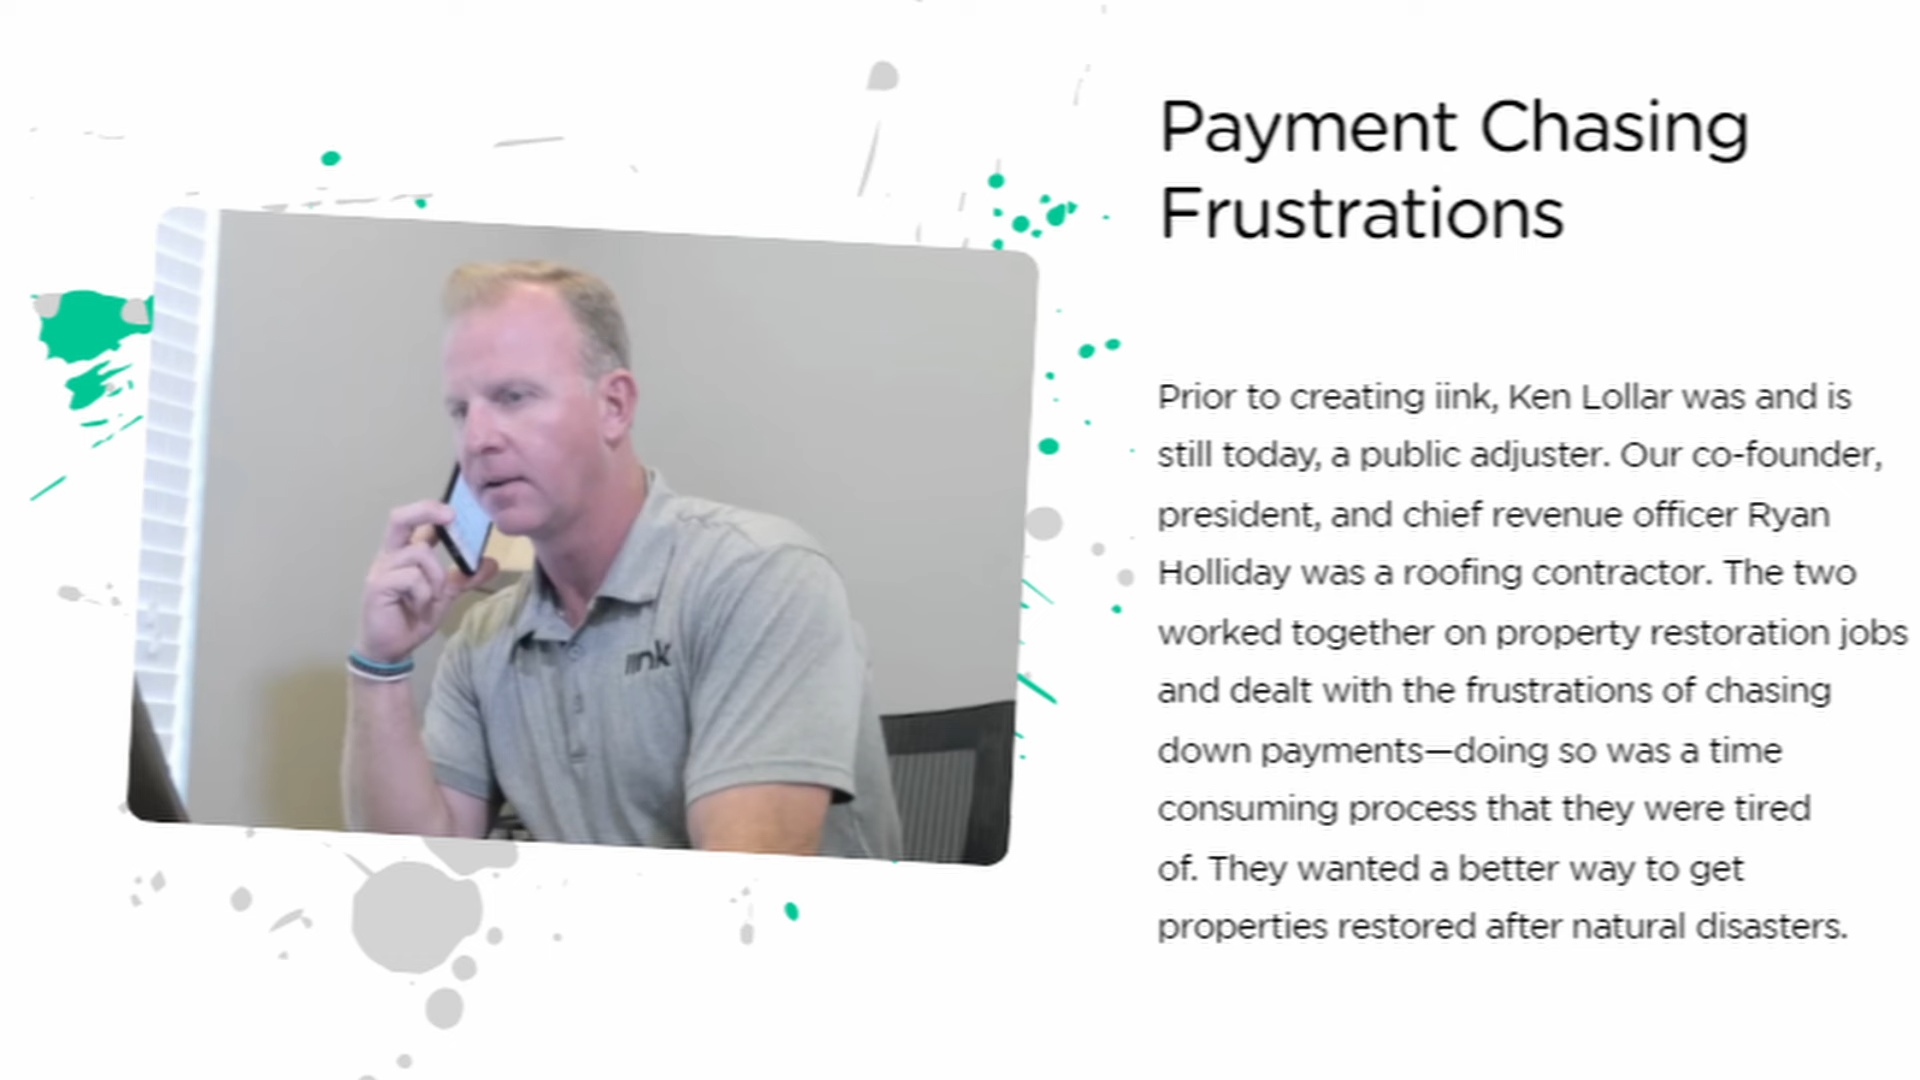 Payment Chasing
Frustrations
Prior to creating iink, Ken Lollar was and is
still today, a public adjuster. Our co-founder,
president, and chief revenue officer Ryan
Holliday was a roofing contractor. The two
worked together on property restoration jobs
and dealt with the frustrations of chasing
down payments—doing so was a time
consuming process that they were tired
of. They wanted a better way to get
properties restored after natural disasters.
iink